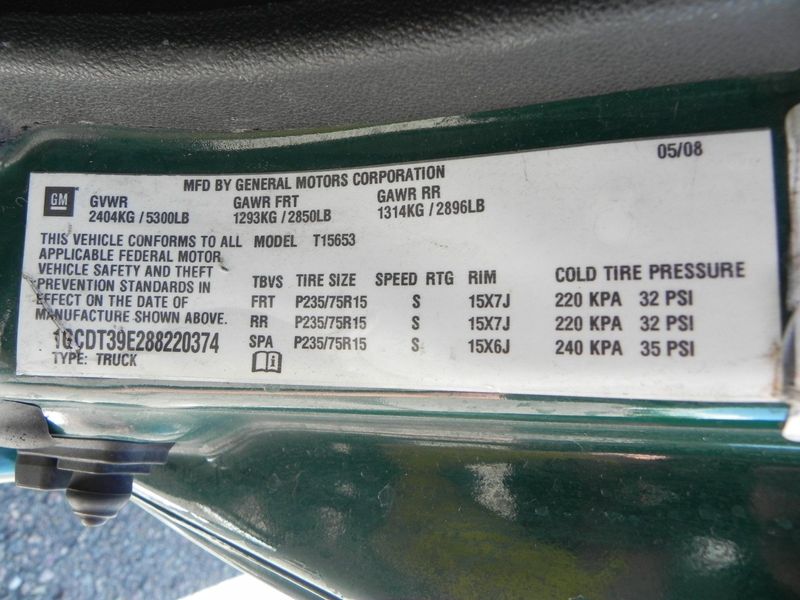 05/08
MFD BY GENERAL MOTORS CORPORATION
GM GVWR GAWR FRT GAWR RR
2404KG / 5300LB 1293KG / 2850LB 1314KG / 2896LB
THIS VEHICLE CONFORMS TO ALL MODEL T15653
APPLICABLE FEDERAL MOTOR
VEHICLE SAFETY AND THEFT
PREVENTION STANDARDS IN
EFFECT ON THE DATE OF
MANUFACTURE SHOWN ABOVE.
1GCDT39E288220374
TYPE: TRUCK
TBVS TIRE SIZE SPEED RTG RIM COLD TIRE PRESSURE
FRT P235/75R15 S 15X7J 220 KPA 32 PSI
RR P235/75R15 S 15X7J 220 KPA 32 PSI
SPA P235/75R15 S 15X6J 240 KPA 35 PSI